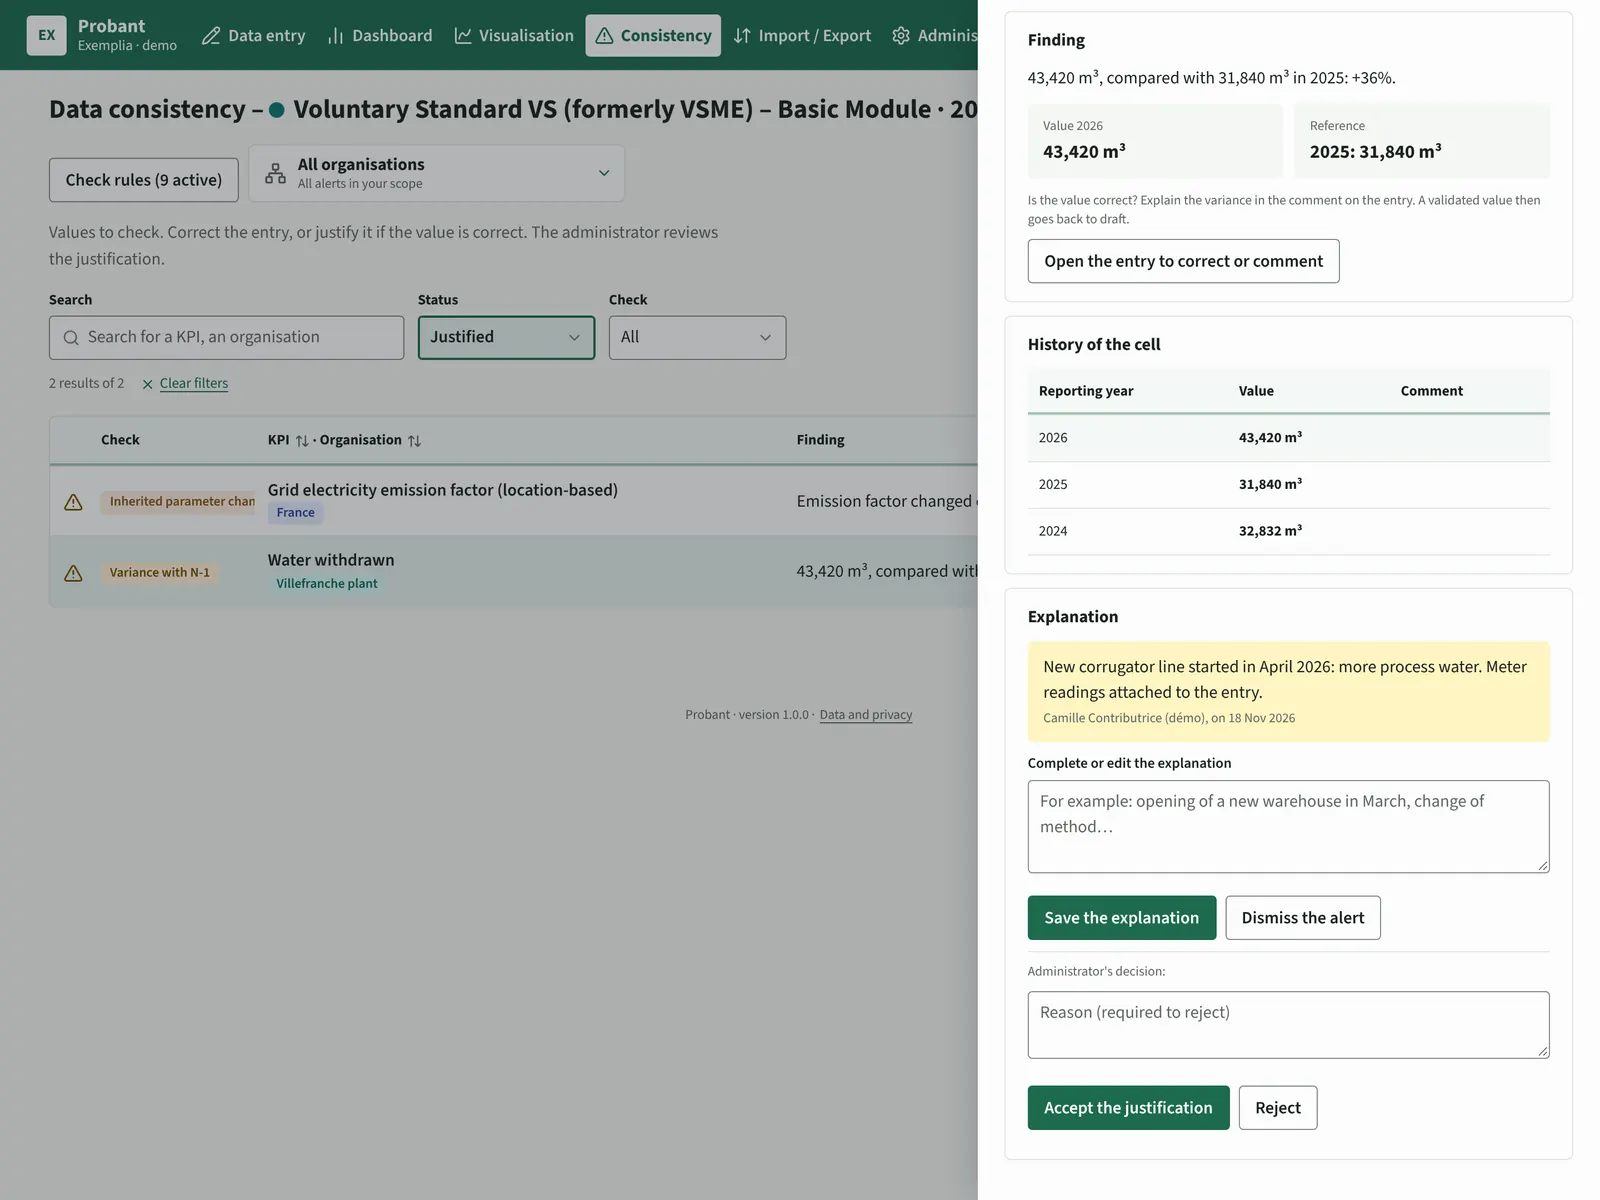 EX
Probant
Exemplia · demo
Data entry
Dashboard
Visualisation
Consistency
Import / Export
Adminis
Data consistency – Voluntary Standard VS (formerly VSME) – Basic Module · 20
Check rules (9 active)
All organisations
All alerts in your scope
Values to check. Correct the entry, or justify it if the value is correct. The administrator reviews
the justification.
Search
Status
Check
Search for a KPI, an organisation
Justified
All
2 results of 2
Clear filters
Check
KPI · Organisation
Finding
Inherited parameter chan
Grid electricity emission factor (location-based)
France
Emission factor changed
Variance with N-1
Water withdrawn
Villefranche plant
43,420 m³, compared with
Probant · version 1.0.0 · Data and privacy
Finding
43,420 m³, compared with 31,840 m³ in 2025: +36%.
Value 2026
43,420 m³
Reference
2025: 31,840 m³
Is the value correct? Explain the variance in the comment on the entry. A validated value then
goes back to draft.
Open the entry to correct or comment
History of the cell
Reporting year Value Comment
2026 43,420 m³
2025 31,840 m³
2024 32,832 m³
Explanation
New corrugator line started in April 2026: more process water. Meter
readings attached to the entry.
Camille Contributrice (démo), on 18 Nov 2026
Complete or edit the explanation
For example: opening of a new warehouse in March, change of
method…
Save the explanation
Dismiss the alert
Administrator's decision:
Reason (required to reject)
Accept the justification
Reject